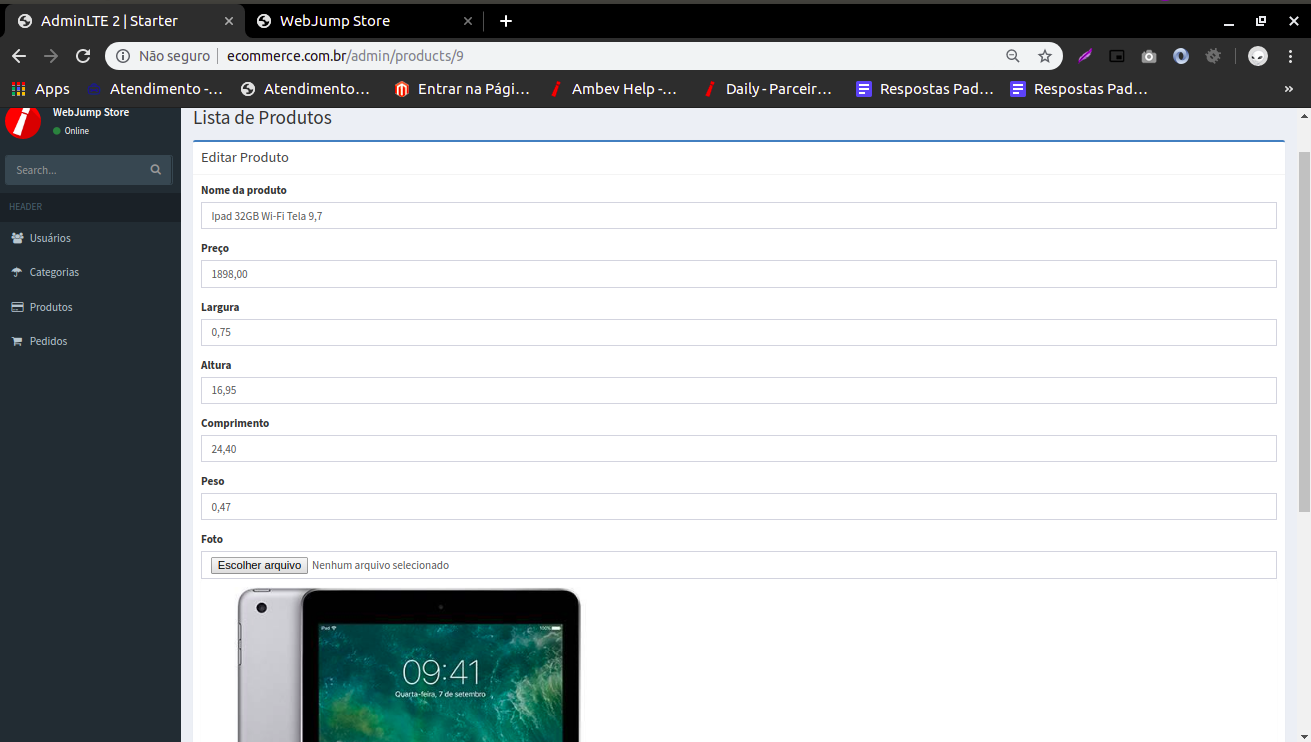 AdminLTE 2 | Starter
WebJump Store
Não seguro
ecommerce.com.br/admin/products/9
Apps
Atendimento -...
Atendimento...
Entrar na Pági...
Ambev Help -...
Daily - Parceir...
Respostas Pad...
Respostas Pad...
»
WebJump Store
Online
Search...
HEADER
Usuários
Categorias
Produtos
Pedidos
Lista de Produtos
Editar Produto
Nome da produto
Ipad 32GB Wi-Fi Tela 9,7
Preço
1898,00
Largura
0,75
Altura
16,95
Comprimento
24,40
Peso
0,47
Foto
Escolher arquivo Nenhum arquivo selecionado
iPad
100%
09:41
Quarta-feira, 7 de setembro